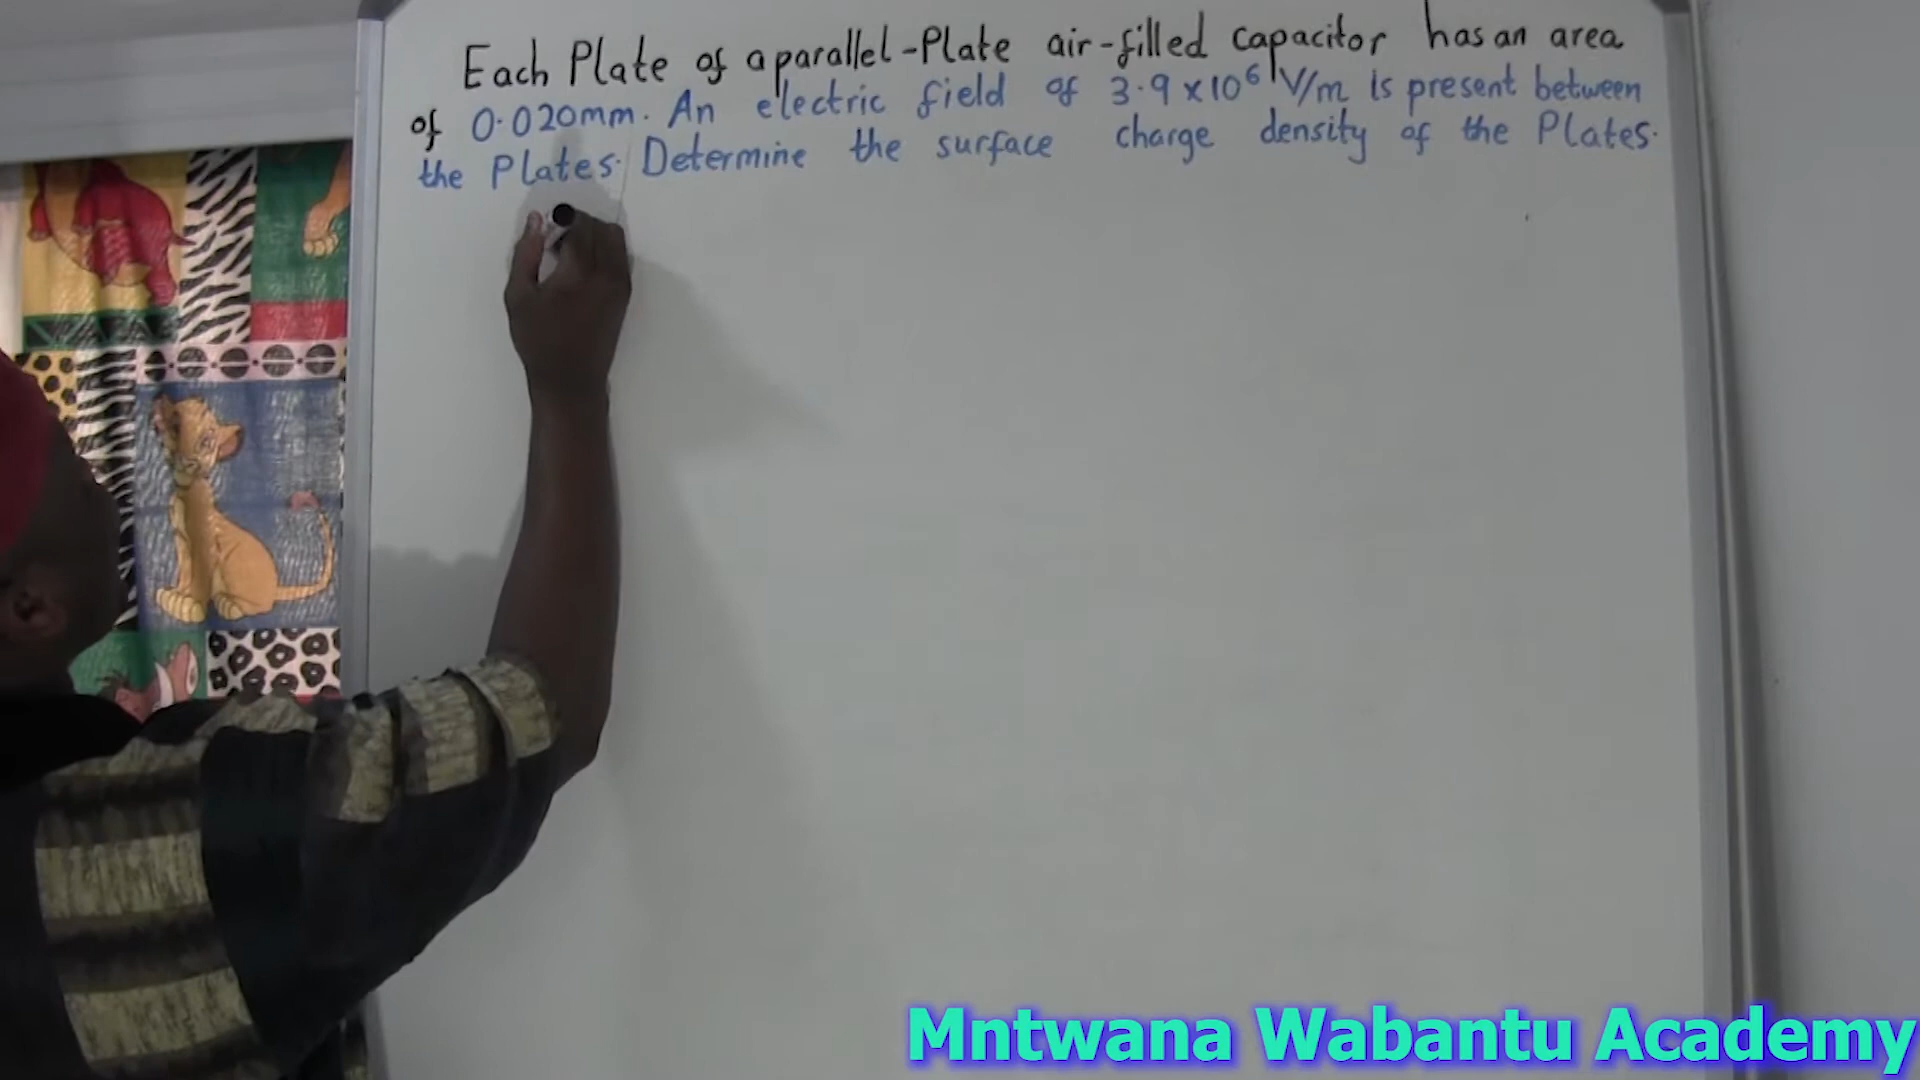 Each Plate of a parallel-Plate air-filled capacitor has an area
of 0.020mm. An electric field of 3.9 x 10⁶ V/m is present between
the Plates. Determine the surface charge density of the Plates.
Mntwana Wabantu Academy